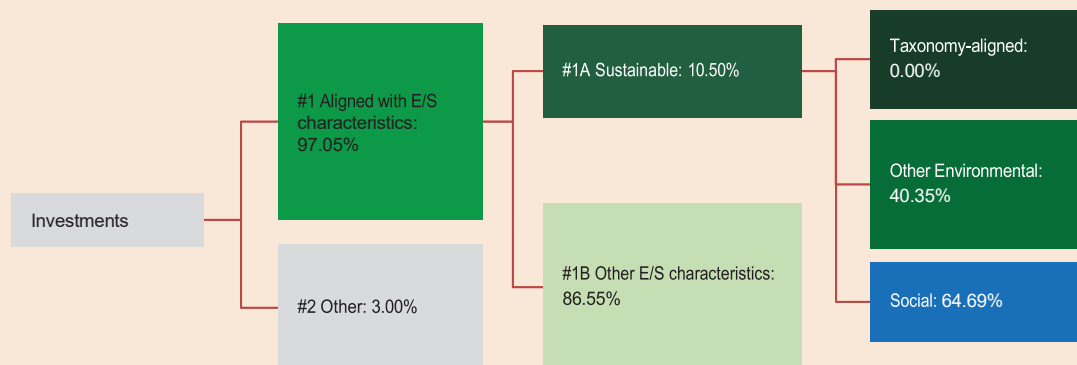 Investments
#1 Aligned with E/S
characteristics:
97.05%
#2 Other: 3.00%
#1A Sustainable: 10.50%
#1B Other E/S characteristics:
86.55%
Taxonomy-aligned:
0.00%
Other Environmental:
40.35%
Social: 64.69%